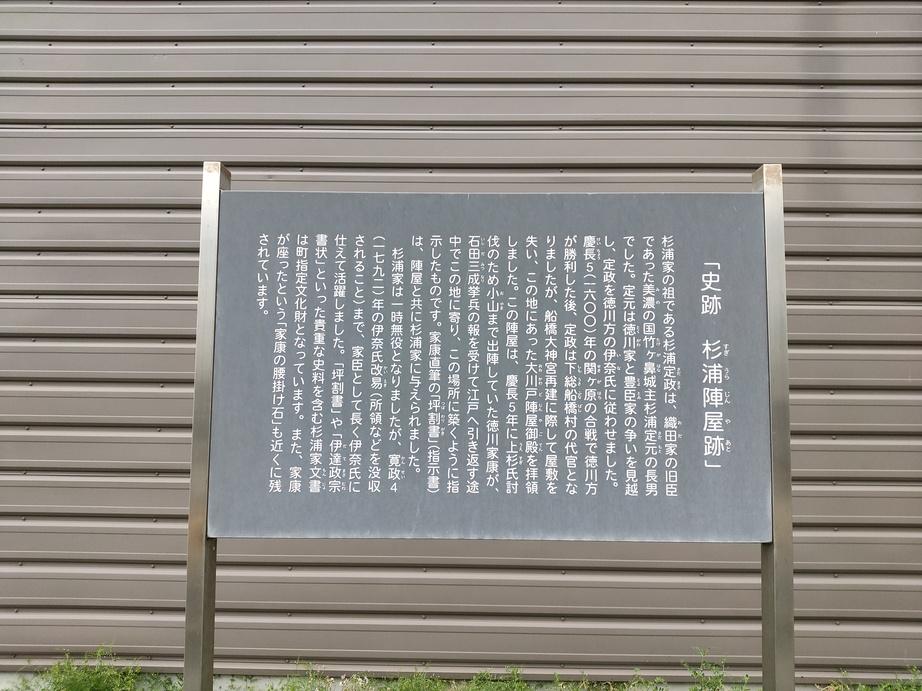 「史跡　杉浦陣屋跡」
杉浦家の祖である杉浦定政は、織田家の旧臣
であった美濃の国竹ヶ鼻城主杉浦定元の長男
でした。定元は徳川家と豊臣家の争いを見越
し、定政を徳川方の伊奈氏に従わせました。
慶長5(一六〇〇)年の関ヶ原の合戦で徳川方
が勝利した後、定政は下総船橋村の代官とな
りましたが、船橋大神宮再建に際して屋敷を
失い、この地にあった大川戸陣屋御殿を拝領
しました。この陣屋は、慶長5年に上杉氏討
伐のため小山まで出陣していた徳川家康が、
石田三成挙兵の報を受けて江戸へ引き返す途
中でこの地に寄り、この場所に築くように指
示したものです。家康直筆の「坪割書」(指示書)
は、陣屋と共に杉浦家に与えられました。
　杉浦家は一時無役となりましたが、寛政4
(一七九二)年の伊奈氏改易(所領などを没収
されること)まで、家臣として長く伊奈氏に
仕えて活躍しました。「坪割書」や「伊達政宗
書状」といった貴重な史料を含む杉浦家文書
は町指定文化財となっています。また、家康
が座ったという「家康の腰掛け石」も近くに残
されています。